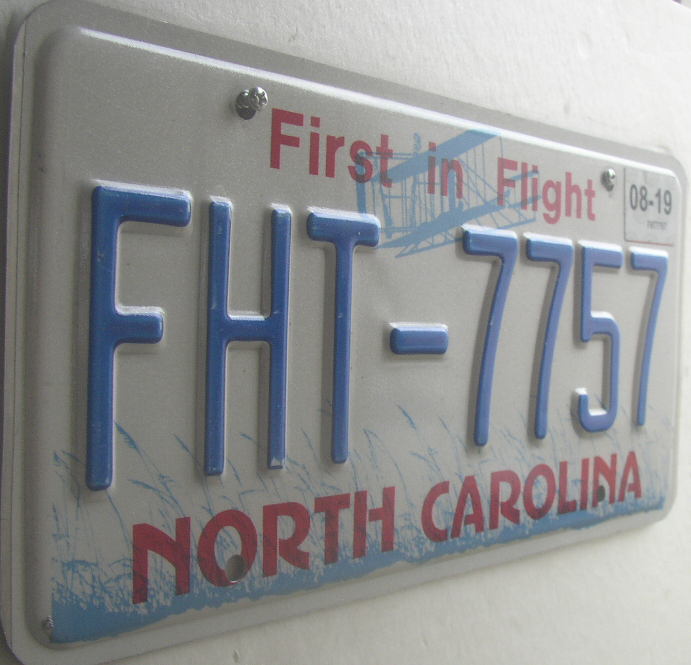 First in Flight
08-19
FHT-7757
NORTH CAROLINA